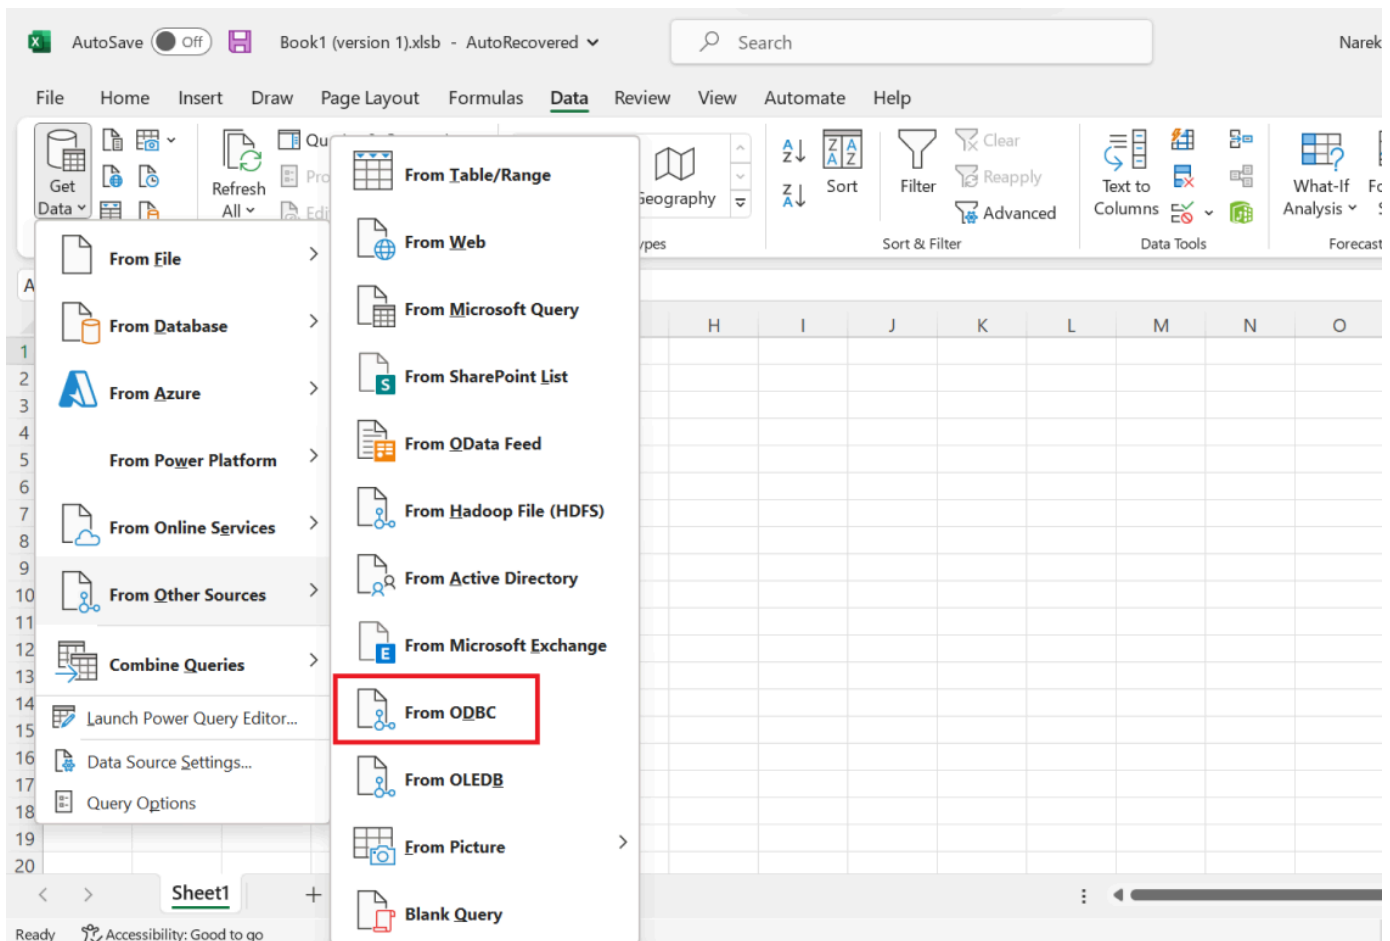 AutoSave Off Book1 (version 1).xlsb - AutoRecovered Search Narek
File Home Insert Draw Page Layout Formulas Data Review View Automate Help
Get Data
Refresh All
Geography
Sort
Filter
Clear
Reapply
Advanced
Text to Columns
What-If Analysis
Sort & Filter
Data Tools
Forecast
From File
From Database
From Azure
From Power Platform
From Online Services
From Other Sources
Combine Queries
Launch Power Query Editor...
Data Source Settings...
Query Options
From Table/Range
From Web
From Microsoft Query
From SharePoint List
From OData Feed
From Hadoop File (HDFS)
From Active Directory
From Microsoft Exchange
From ODBC
From OLEDB
From Picture
Blank Query
H I J K L M N O
1
2
3
4
5
6
7
8
9
10
11
12
13
14
15
16
17
18
19
20
Sheet1
Ready Accessibility: Good to go